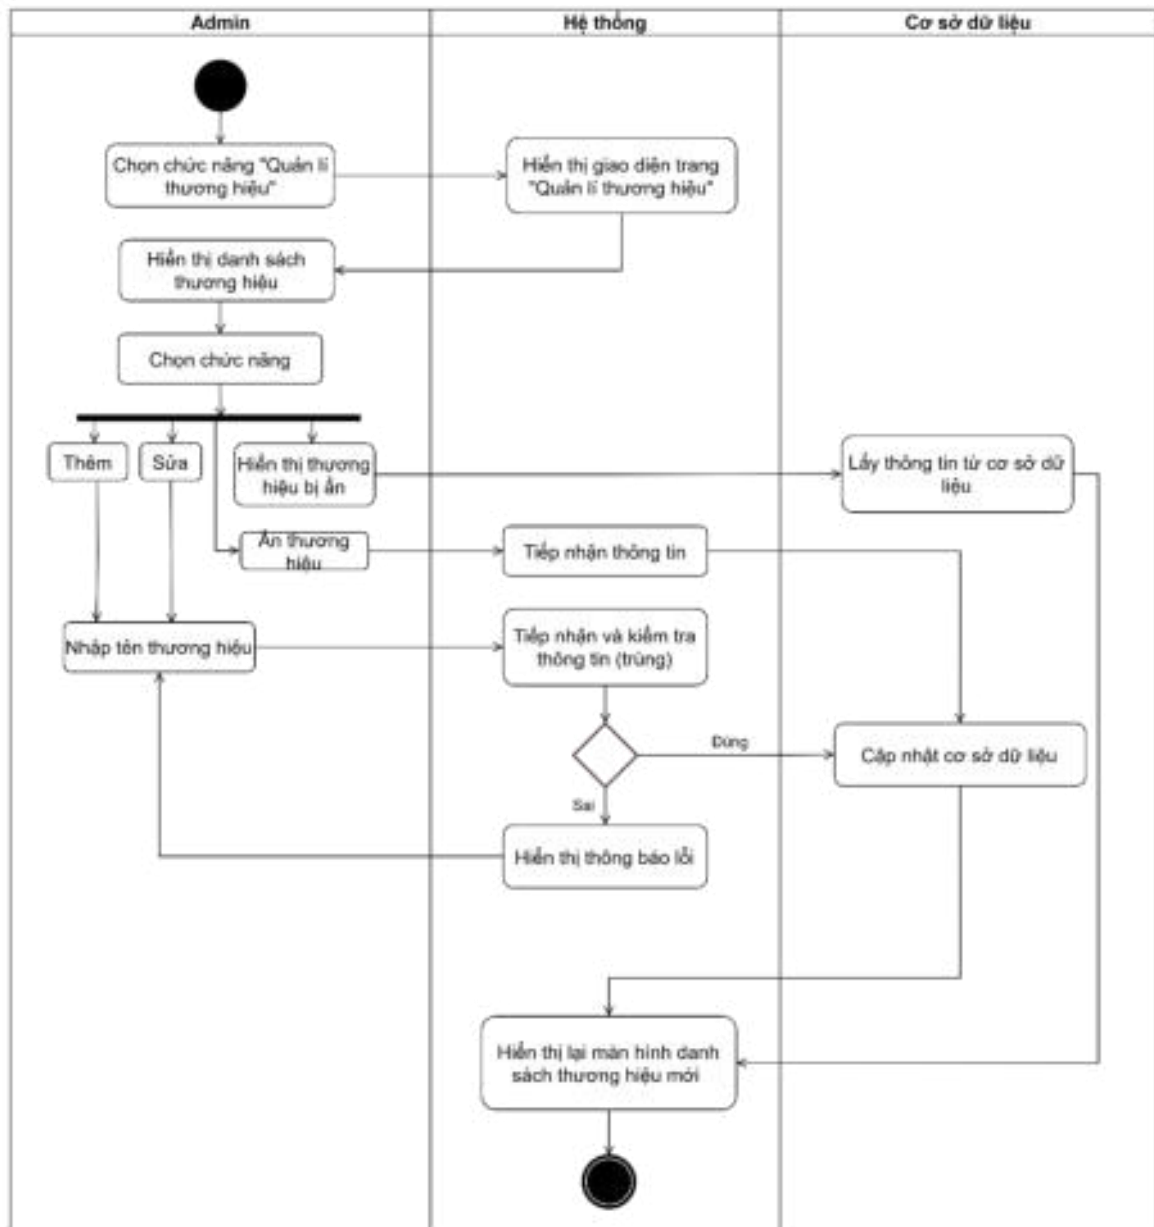 Admin
Hệ thống
Cơ sở dữ liệu
Chọn chức năng "Quản lí
thương hiệu"
Hiển thị giao diện trang
"Quản lí thương hiệu"
Hiển thị danh sách
thương hiệu
Chọn chức năng
Thêm
Sửa
Hiển thị thương
hiệu bị ẩn
Lấy thông tin từ cơ sở dữ
liệu
Ẩn thương
hiệu
Tiếp nhận thông tin
Nhập tên thương hiệu
Tiếp nhận và kiểm tra
thông tin (trùng)
Đúng
Cập nhật cơ sở dữ liệu
Sai
Hiển thị thông báo lỗi
Hiển thị lại màn hình danh
sách thương hiệu mới